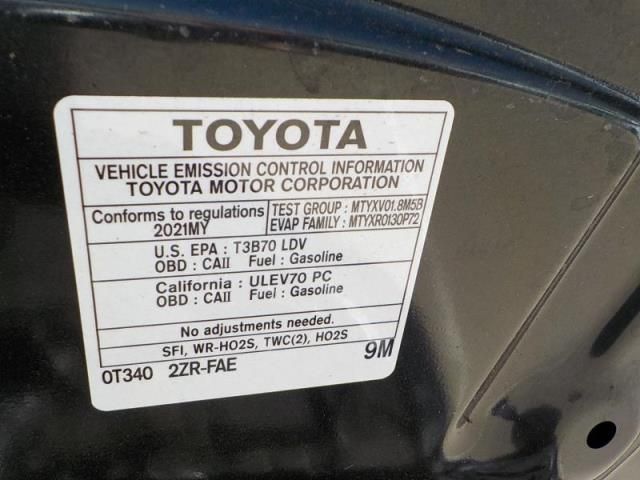 TOYOTA
VEHICLE EMISSION CONTROL INFORMATION
TOYOTA MOTOR CORPORATION
Conforms to regulations
2021MY
TEST GROUP : MTYXV01.8M5B
EVAP FAMILY : MTYXR0130P72
U.S. EPA : T3B70 LDV
OBD : CAII Fuel : Gasoline
California : ULEV70 PC
OBD : CAII Fuel : Gasoline
No adjustments needed.
SFI, WR-HO2S, TWC(2), HO2S
0T340 2ZR-FAE 9M